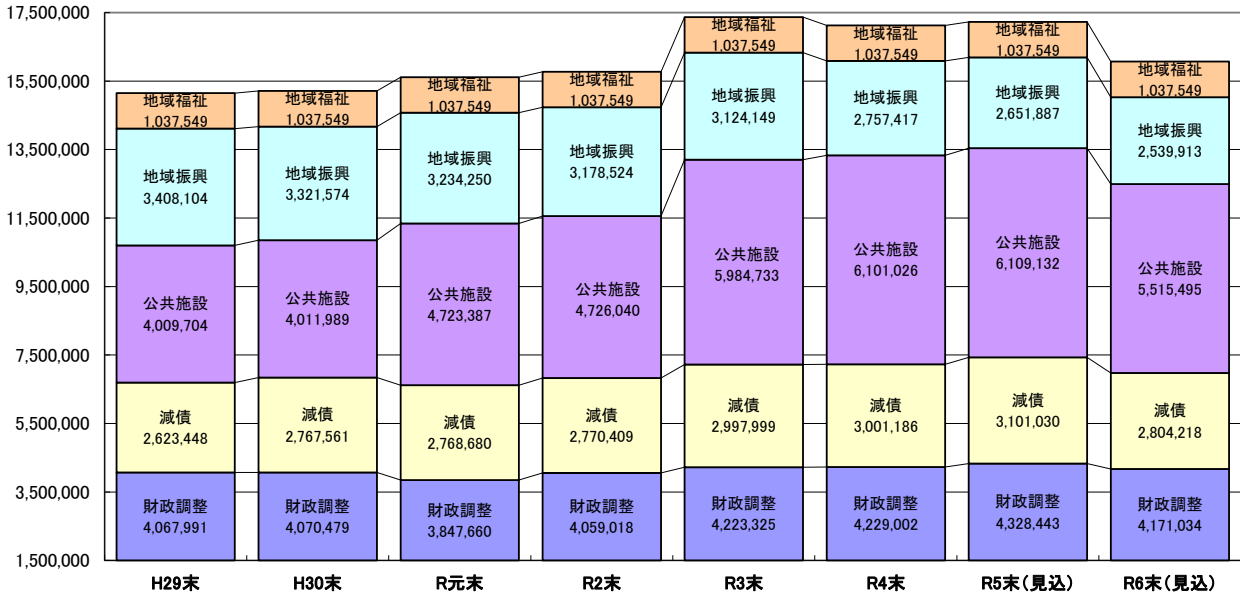 17,500,000
15,500,000
13,500,000
11,500,000
9,500,000
7,500,000
5,500,000
3,500,000
1,500,000
地域福祉
1,037,549
地域振興
3,408,104
公共施設
4,009,704
減債
2,623,448
財政調整
4,067,991
H29末
地域福祉
1,037,549
地域振興
3,321,574
公共施設
4,011,989
減債
2,767,561
財政調整
4,070,479
H30末
地域福祉
1,037,549
地域振興
3,234,250
公共施設
4,723,387
減債
2,768,680
財政調整
3,847,660
R元末
地域福祉
1,037,549
地域振興
3,178,524
公共施設
4,726,040
減債
2,770,409
財政調整
4,059,018
R2末
地域福祉
1,037,549
地域振興
3,124,149
公共施設
5,984,733
減債
2,997,999
財政調整
4,223,325
R3末
地域福祉
1,037,549
地域振興
2,757,417
公共施設
6,101,026
減債
3,001,186
財政調整
4,229,002
R4末
地域福祉
1,037,549
地域振興
2,651,887
公共施設
6,109,132
減債
3,101,030
財政調整
4,328,443
R5末(見込)
地域福祉
1,037,549
地域振興
2,539,913
公共施設
5,515,495
減債
2,804,218
財政調整
4,171,034
R6末(見込)